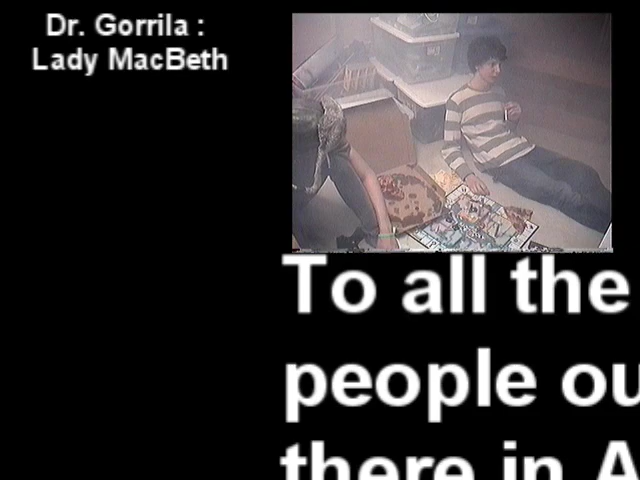 Dr. Gorrila :
Lady MacBeth
To all the
people ou
there in A